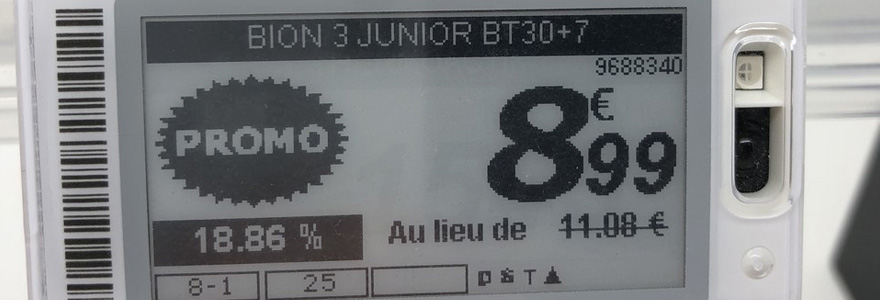 BION 3 JUNIOR BT30+7
9688340
PROMO
8€99
18.86 %
Au lieu de 11.08 €
8-1 25